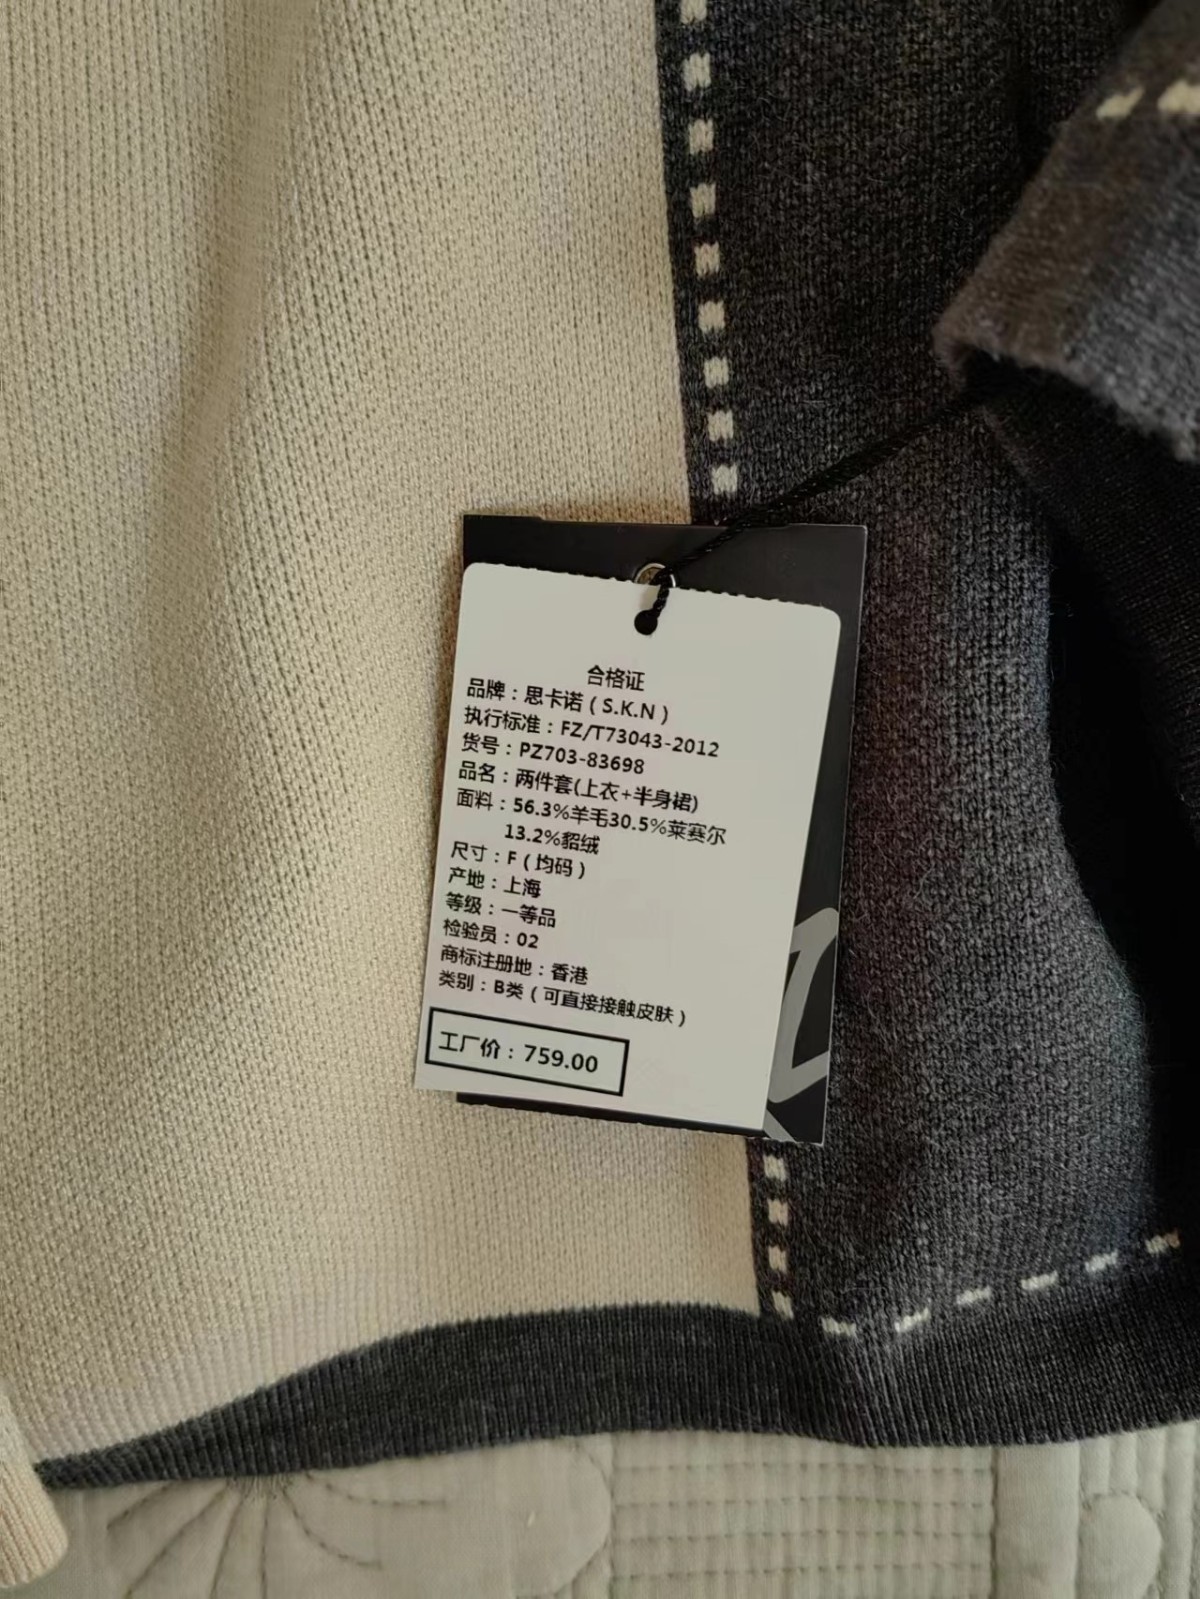 合格证
品牌：思卡诺（S.K.N）
执行标准：FZ/T73043-2012
货号：PZ703-83698
品名：两件套(上衣+半身裙)
面料：56.3%羊毛30.5%莱赛尔
13.2%貂绒
尺寸：F（均码）
产地：上海
等级：一等品
检验员：02
商标注册地：香港
类别：B类（可直接接触皮肤）
工厂价：759.00